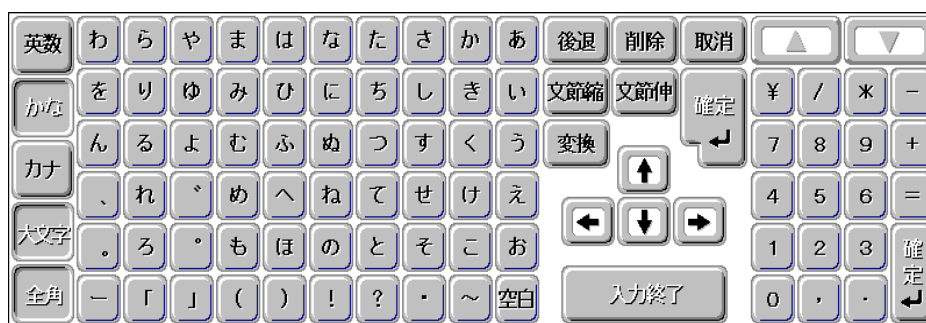 英数 わ ら や ま は な た さ か あ 後退 削除 取消
かな を り ゆ み ひ に ち し き い 文節縮 文節伸 確定 ¥ / * -
ん る よ む ふ ぬ つ す く う 変換 7 8 9 +
カナ 、 れ ゛ め へ ね て せ け え 4 5 6 =
大文字 。 ろ ゜ も ほ の と そ こ お 1 2 3 確定
全角 ー 「 」 ( ) ! ? ・ ~ 空白 入力終了 0 , .